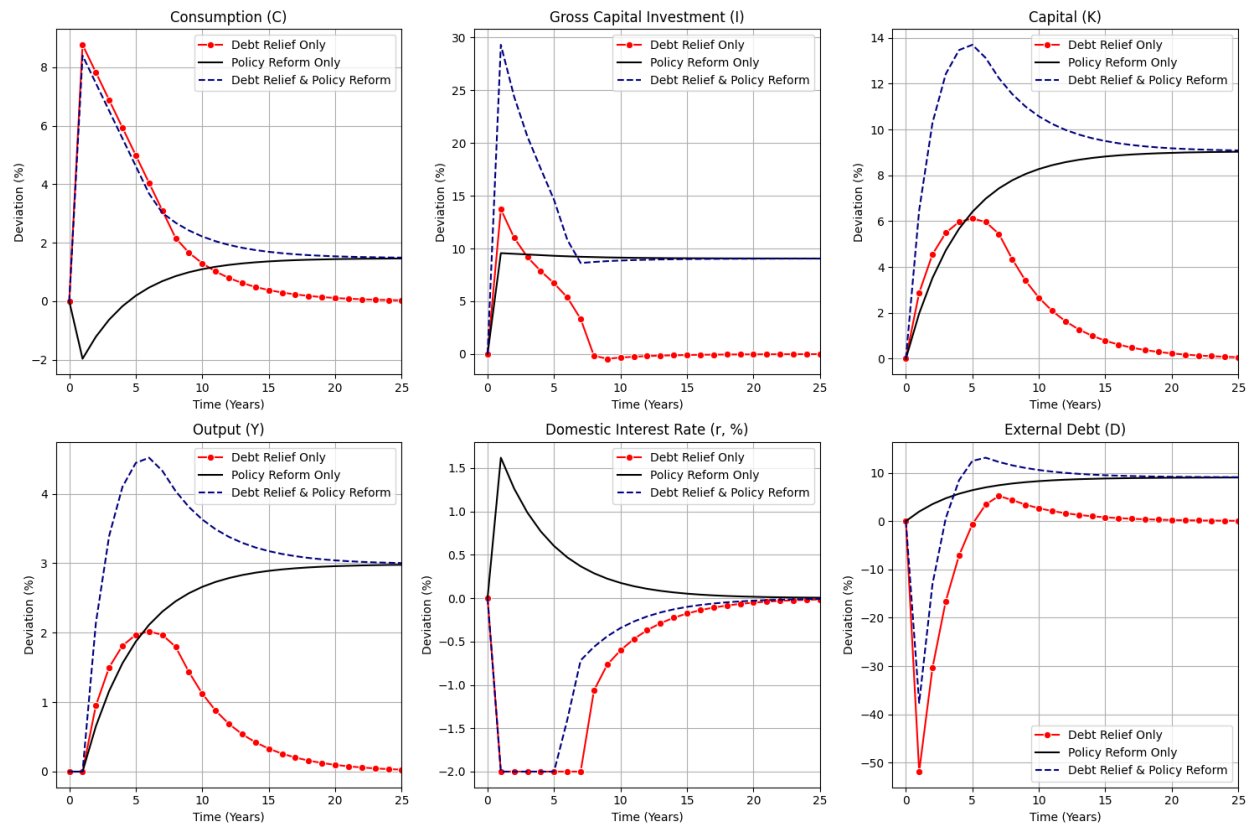 Consumption (C)
Deviation (%)
8
6
4
2
0
−2
0
5
10
15
20
25
Time (Years)
Debt Relief Only
Policy Reform Only
Debt Relief & Policy Reform
Gross Capital Investment (I)
Deviation (%)
30
25
20
15
10
5
0
0
5
10
15
20
25
Time (Years)
Debt Relief Only
Policy Reform Only
Debt Relief & Policy Reform
Capital (K)
Deviation (%)
14
12
10
8
6
4
2
0
0
5
10
15
20
25
Time (Years)
Debt Relief Only
Policy Reform Only
Debt Relief & Policy Reform
Output (Y)
Deviation (%)
4
3
2
1
0
0
5
10
15
20
25
Time (Years)
Debt Relief Only
Policy Reform Only
Debt Relief & Policy Reform
Domestic Interest Rate (r, %)
Deviation (%)
1.5
1.0
0.5
0.0
−0.5
−1.0
−1.5
−2.0
0
5
10
15
20
25
Time (Years)
Debt Relief Only
Policy Reform Only
Debt Relief & Policy Reform
External Debt (D)
Deviation (%)
10
0
−10
−20
−30
−40
−50
0
5
10
15
20
25
Time (Years)
Debt Relief Only
Policy Reform Only
Debt Relief & Policy Reform